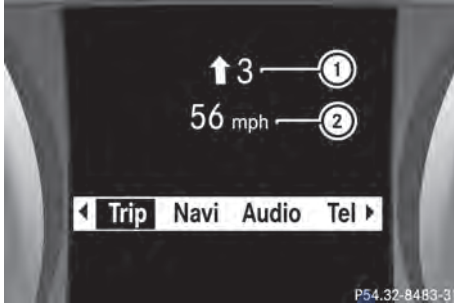 ⬆ 3 1
56 mph 2
◄ Trip Navi Audio Tel ►
P54.32-8483-31